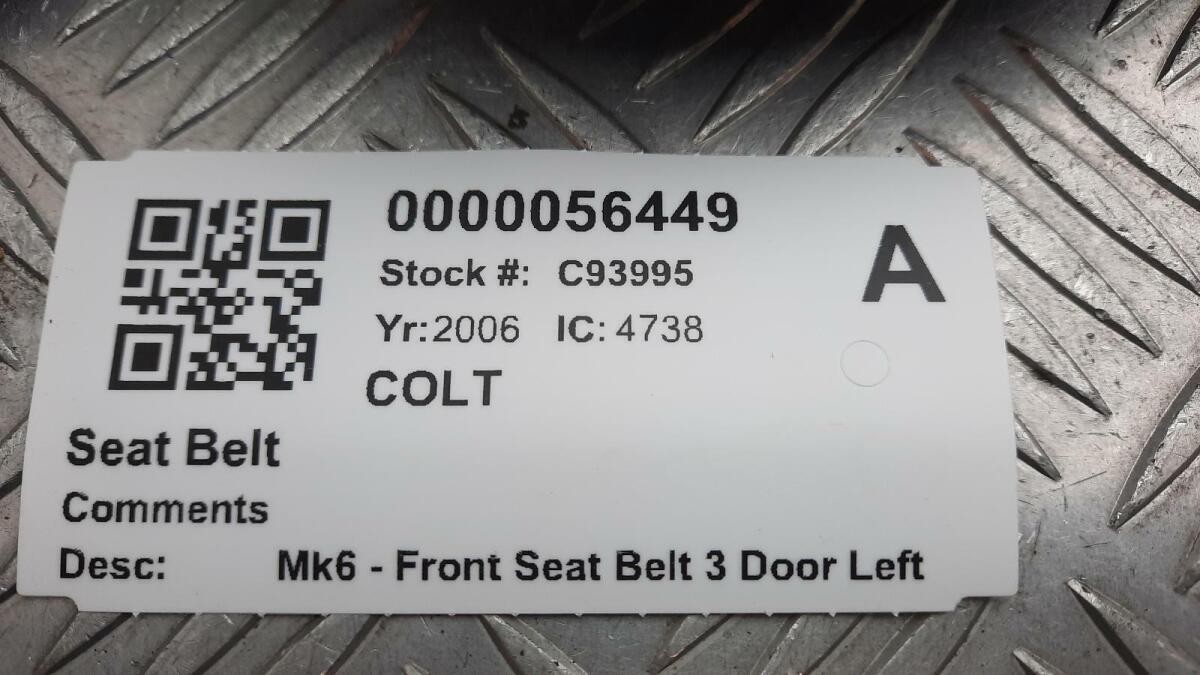 0000056449
A
Stock #: C93995
Yr:2006 IC: 4738
COLT
Seat Belt
Comments
Desc: Mk6 - Front Seat Belt 3 Door Left